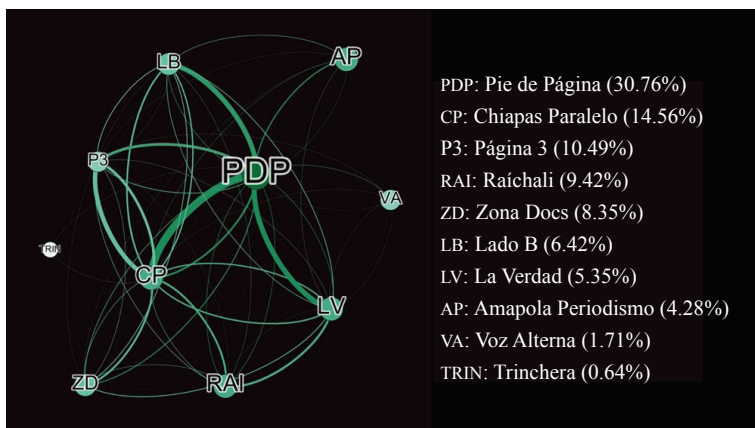 LB
AP
P3
PDP
VA
TRIN
CP
LV
ZD
RAI
PDP: Pie de Página (30.76%)
CP: Chiapas Paralelo (14.56%)
P3: Página 3 (10.49%)
RAI: Raíchali (9.42%)
ZD: Zona Docs (8.35%)
LB: Lado B (6.42%)
LV: La Verdad (5.35%)
AP: Amapola Periodismo (4.28%)
VA: Voz Alterna (1.71%)
TRIN: Trinchera (0.64%)